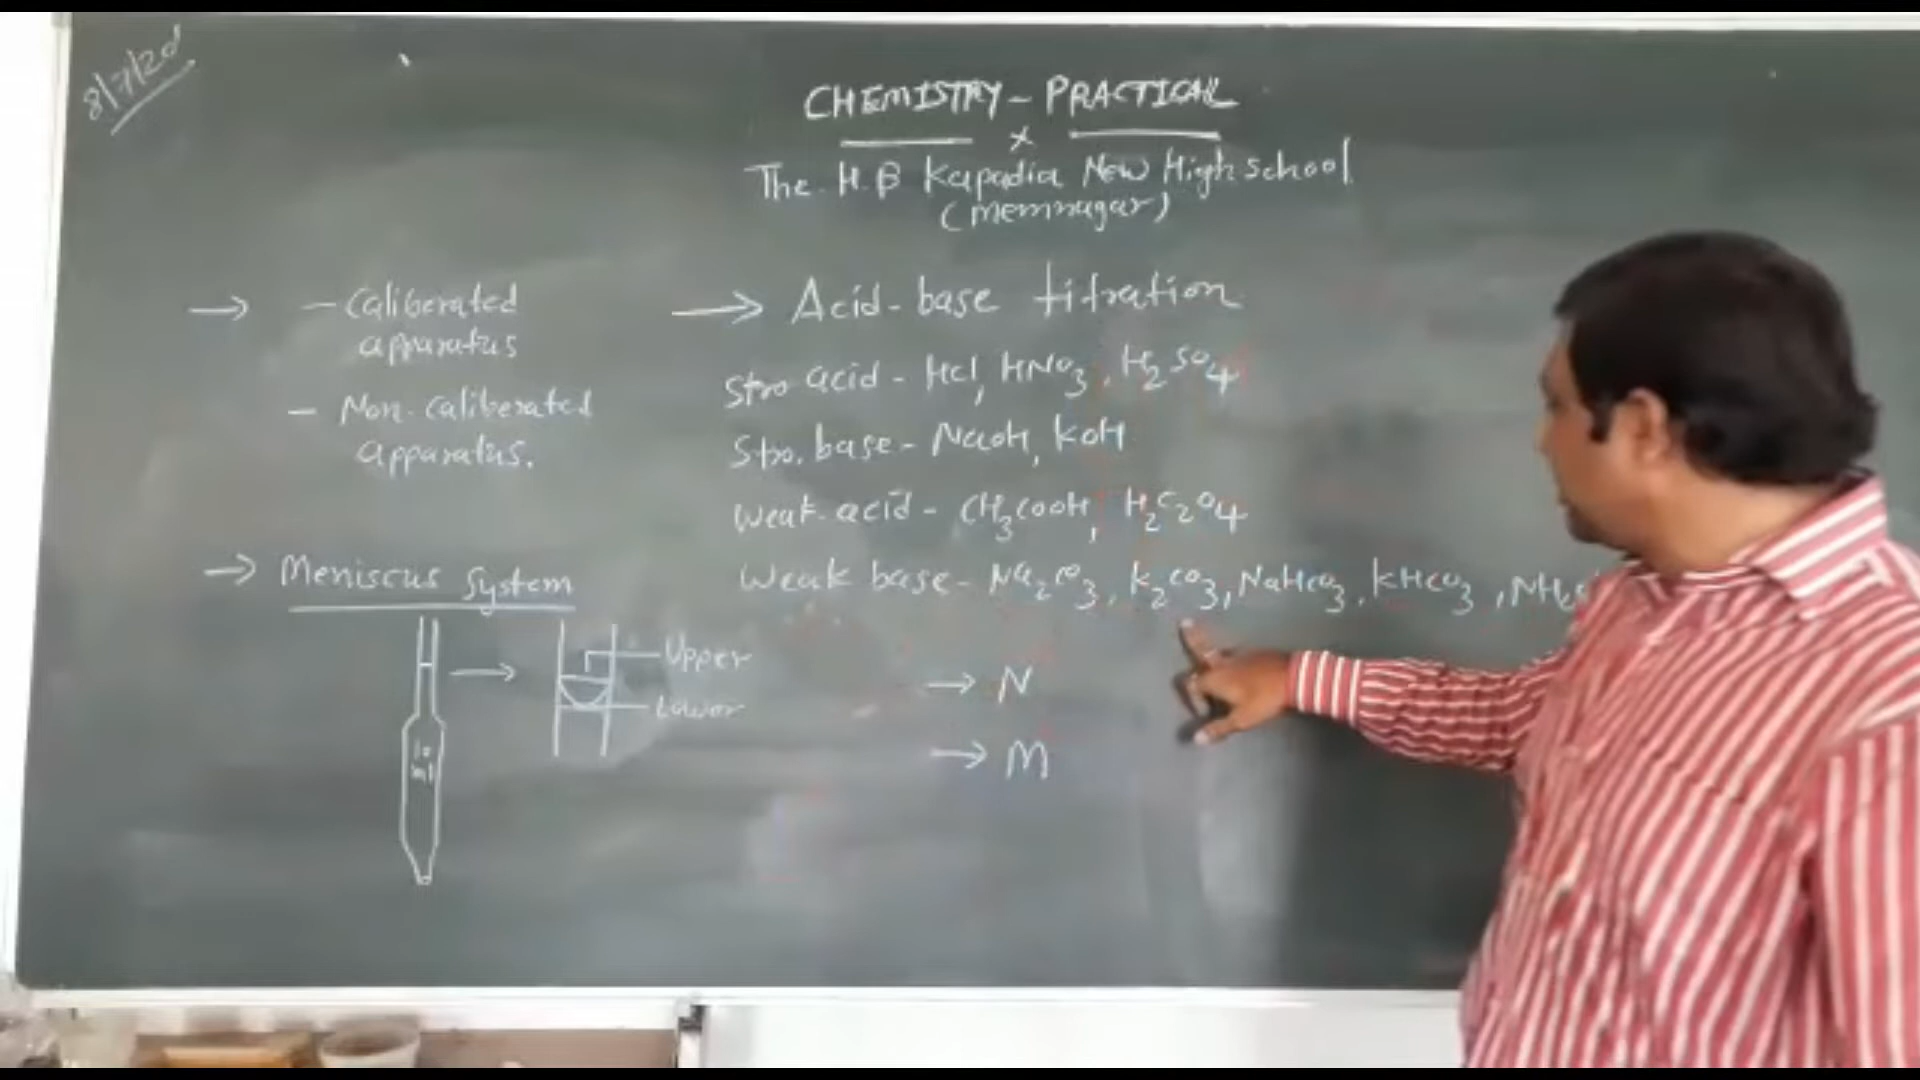 8/7/20
CHEMISTRY - PRACTICAL
x
The. H. B Kapadia New High school
(memnagar)
→ - Caliberated
apparatus
- Non-caliberated
apparatus.
→ Meniscus System
10
ml
Upper
Lower
→ Acid-base titration
Stro acid - HCl, HNO3, H2SO4
Stro. base - NaOH, KOH
Weak acid - CH3COOH, H2C2O4
Weak base - Na2CO3, K2CO3, NaHCO3, KHCO3,
→ N
→ M